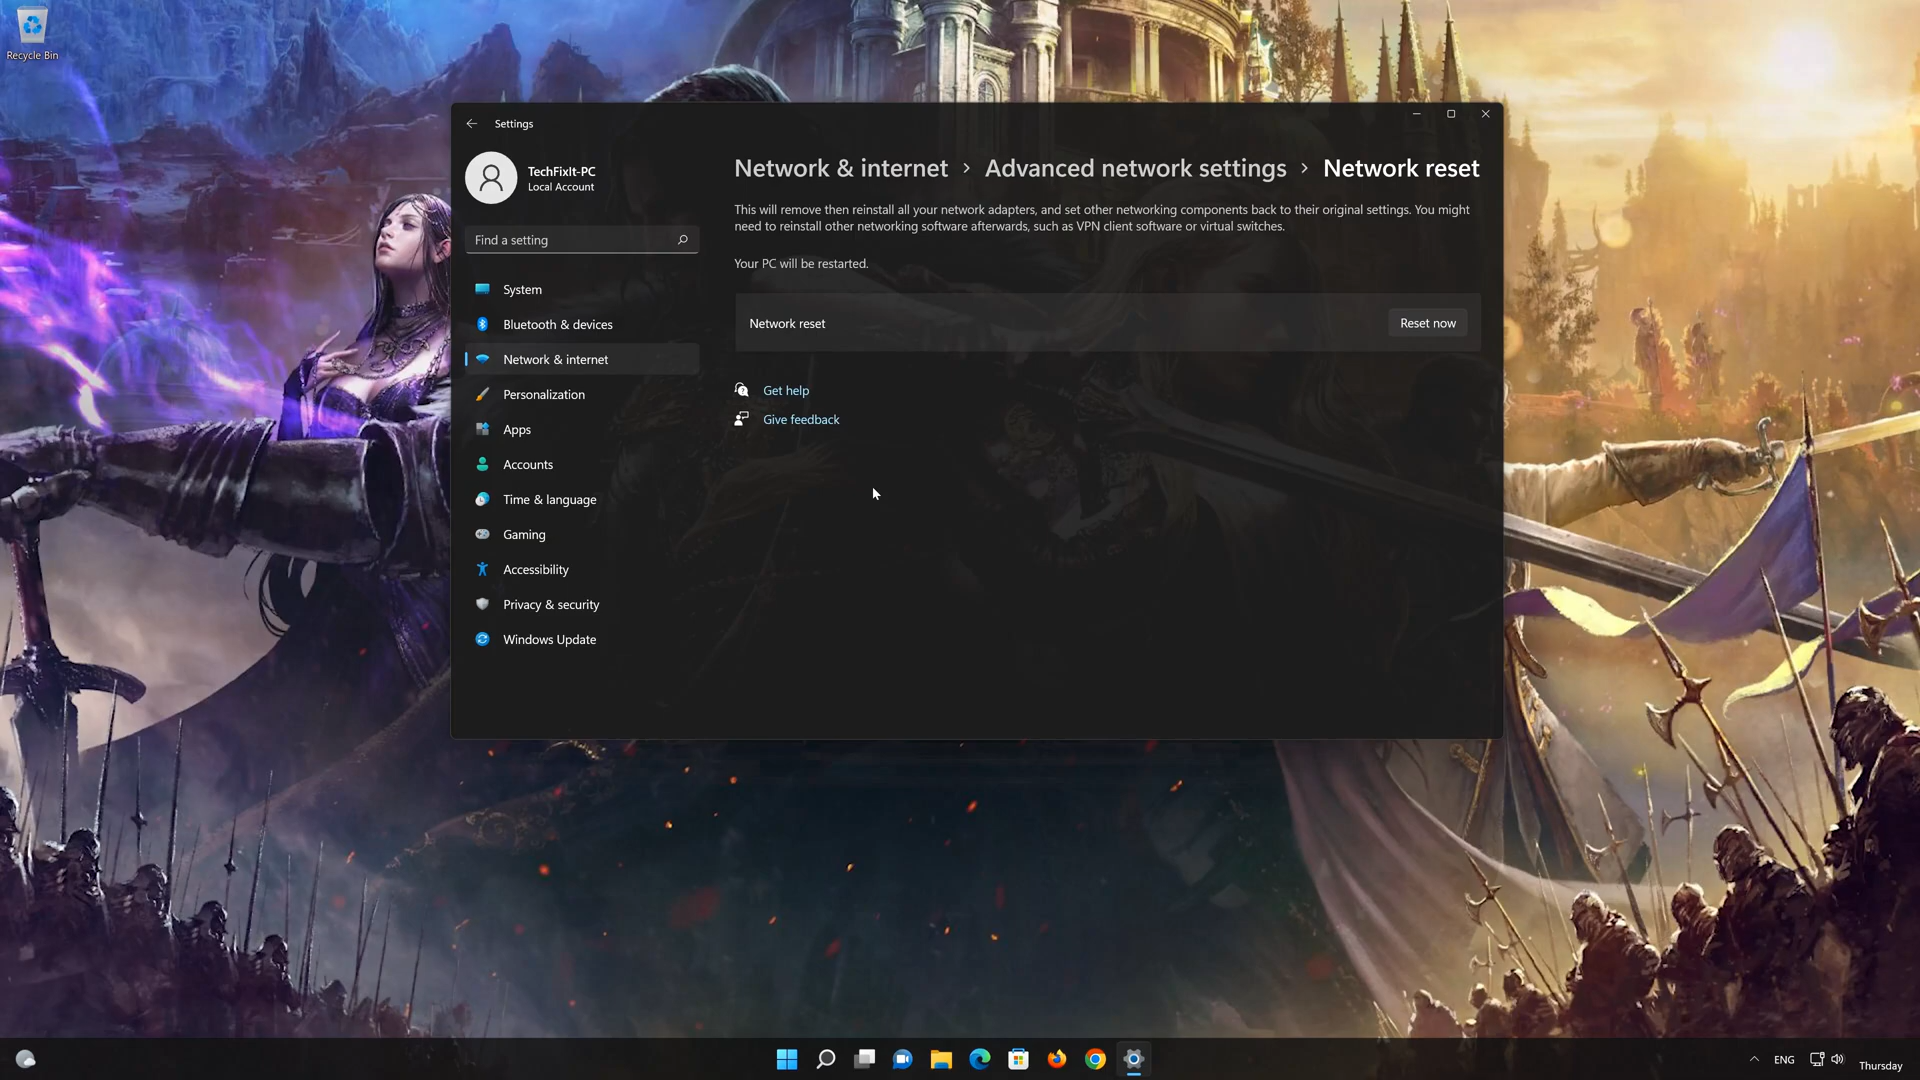 Recycle Bin
Settings
TechFixIt-PC
Local Account
Find a setting
System
Bluetooth & devices
Network & internet
Personalization
Apps
Accounts
Time & language
Gaming
Accessibility
Privacy & security
Windows Update
Network & internet › Advanced network settings › Network reset
This will remove then reinstall all your network adapters, and set other networking components back to their original settings. You might
need to reinstall other networking software afterwards, such as VPN client software or virtual switches.
Your PC will be restarted.
Network reset
Reset now
Get help
Give feedback
ENG
Thursday